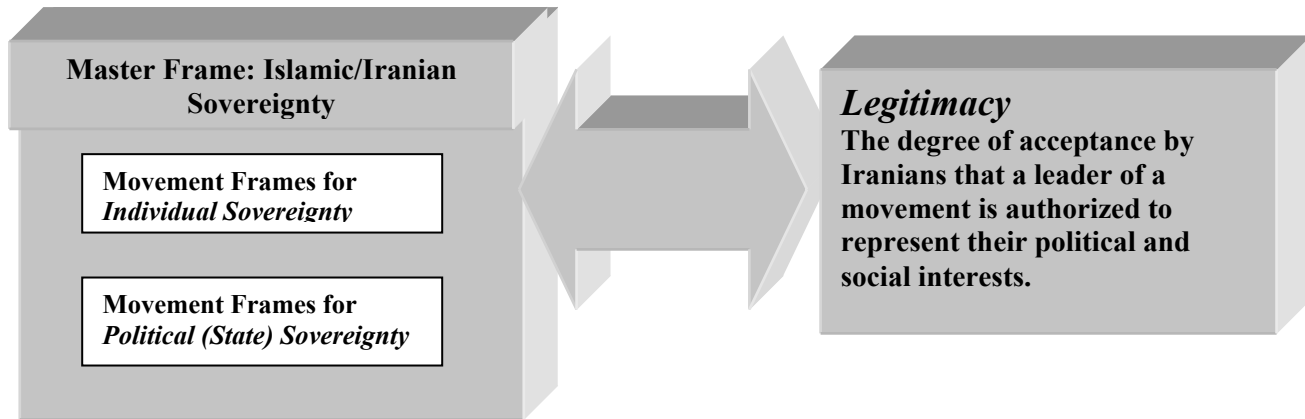 Master Frame: Islamic/Iranian
Sovereignty
Movement Frames for
Individual Sovereignty
Movement Frames for
Political (State) Sovereignty
Legitimacy
The degree of acceptance by
Iranians that a leader of a
movement is authorized to
represent their political and
social interests.